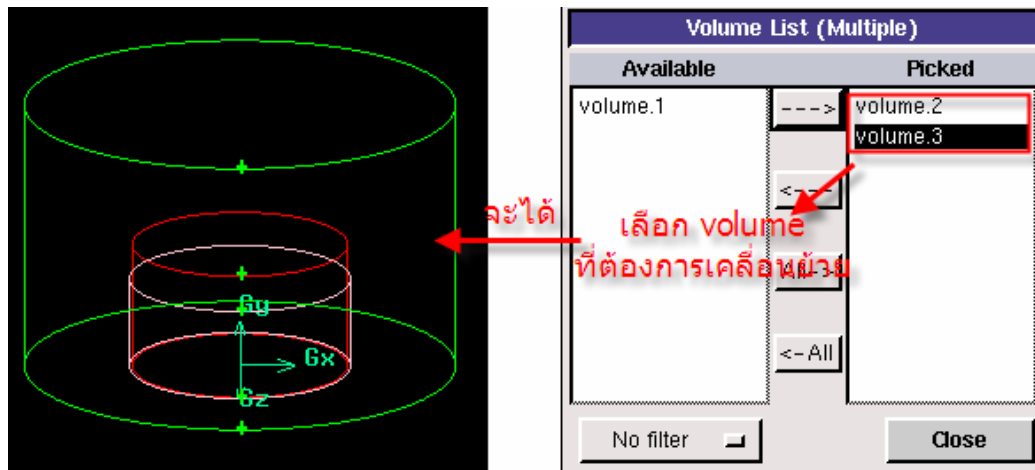 Gy
Gx
Gz
จะได้
Volume List (Multiple)
Available
Picked
volume.1
--->
volume.2
volume.3
<---
เลือก volume
ที่ต้องการเคลื่อนย้าย
All->
<-All
No filter
Close